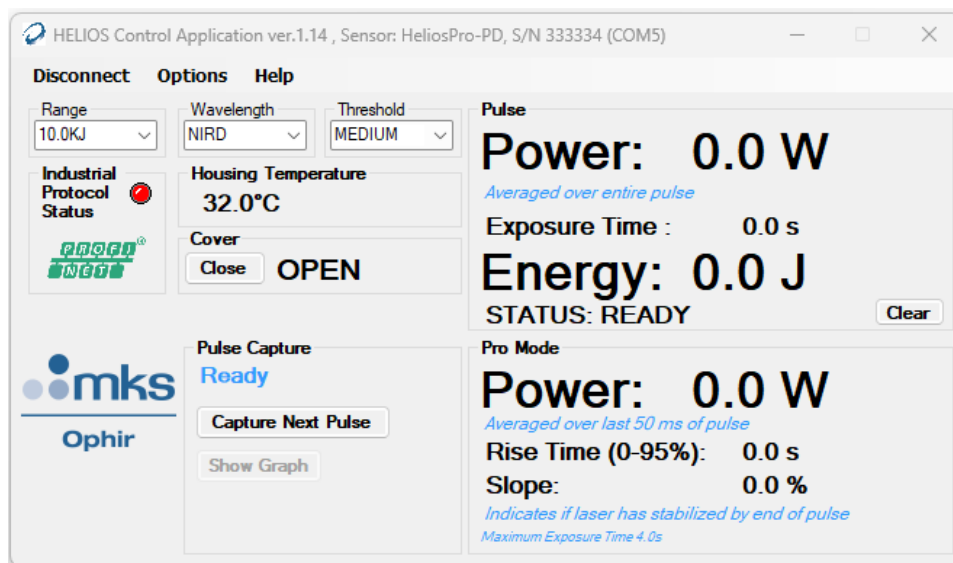 HELIOS Control Application ver.1.14 , Sensor: HeliosPro-PD, S/N 333334 (COM5)
Disconnect Options Help
Range
10.0KJ
Wavelength
NIRD
Threshold
MEDIUM
Industrial
Protocol
Status
PROFI®
NET
Housing Temperature
32.0°C
Cover
Close OPEN
Pulse
Power: 0.0 W
Averaged over entire pulse
Exposure Time : 0.0 s
Energy: 0.0 J
STATUS: READY
Clear
mks
Ophir
Pulse Capture
Ready
Capture Next Pulse
Show Graph
Pro Mode
Power: 0.0 W
Averaged over last 50 ms of pulse
Rise Time (0-95%): 0.0 s
Slope: 0.0 %
Indicates if laser has stabilized by end of pulse
Maximum Exposure Time 4.0s